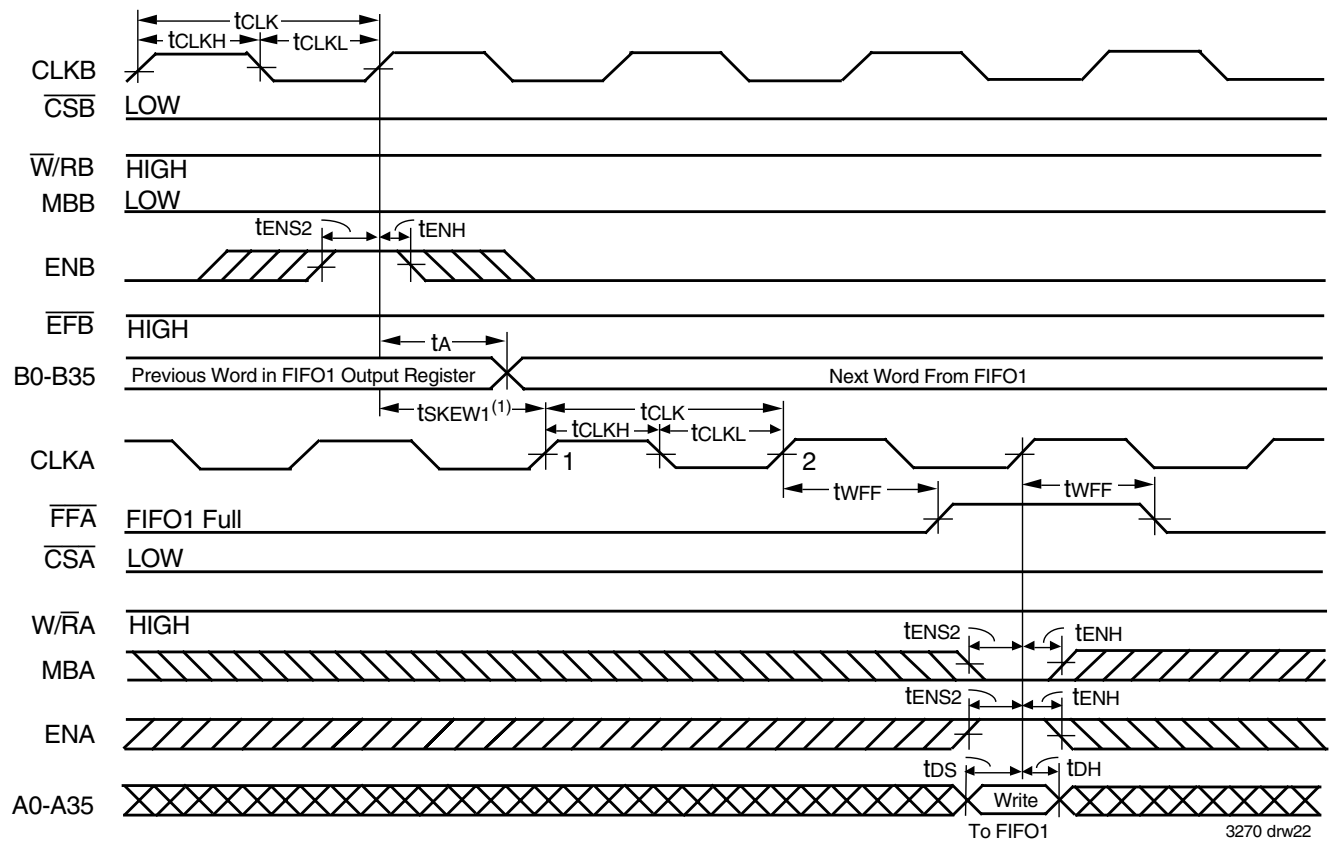 tCLK
tCLKH tCLKL
CLKB
CSB LOW
W/RB HIGH
MBB LOW
tENS2 tENH
ENB
EFB HIGH
tA
B0-B35 Previous Word in FIFO1 Output Register Next Word From FIFO1
tSKEW1(1) tCLK
tCLKH tCLKL
CLKA 1 2
tWFF tWFF
FFA FIFO1 Full
CSA LOW
W/RA HIGH
tENS2 tENH
MBA
tENS2 tENH
ENA
tDS tDH
A0-A35 Write
To FIFO1 3270 drw22